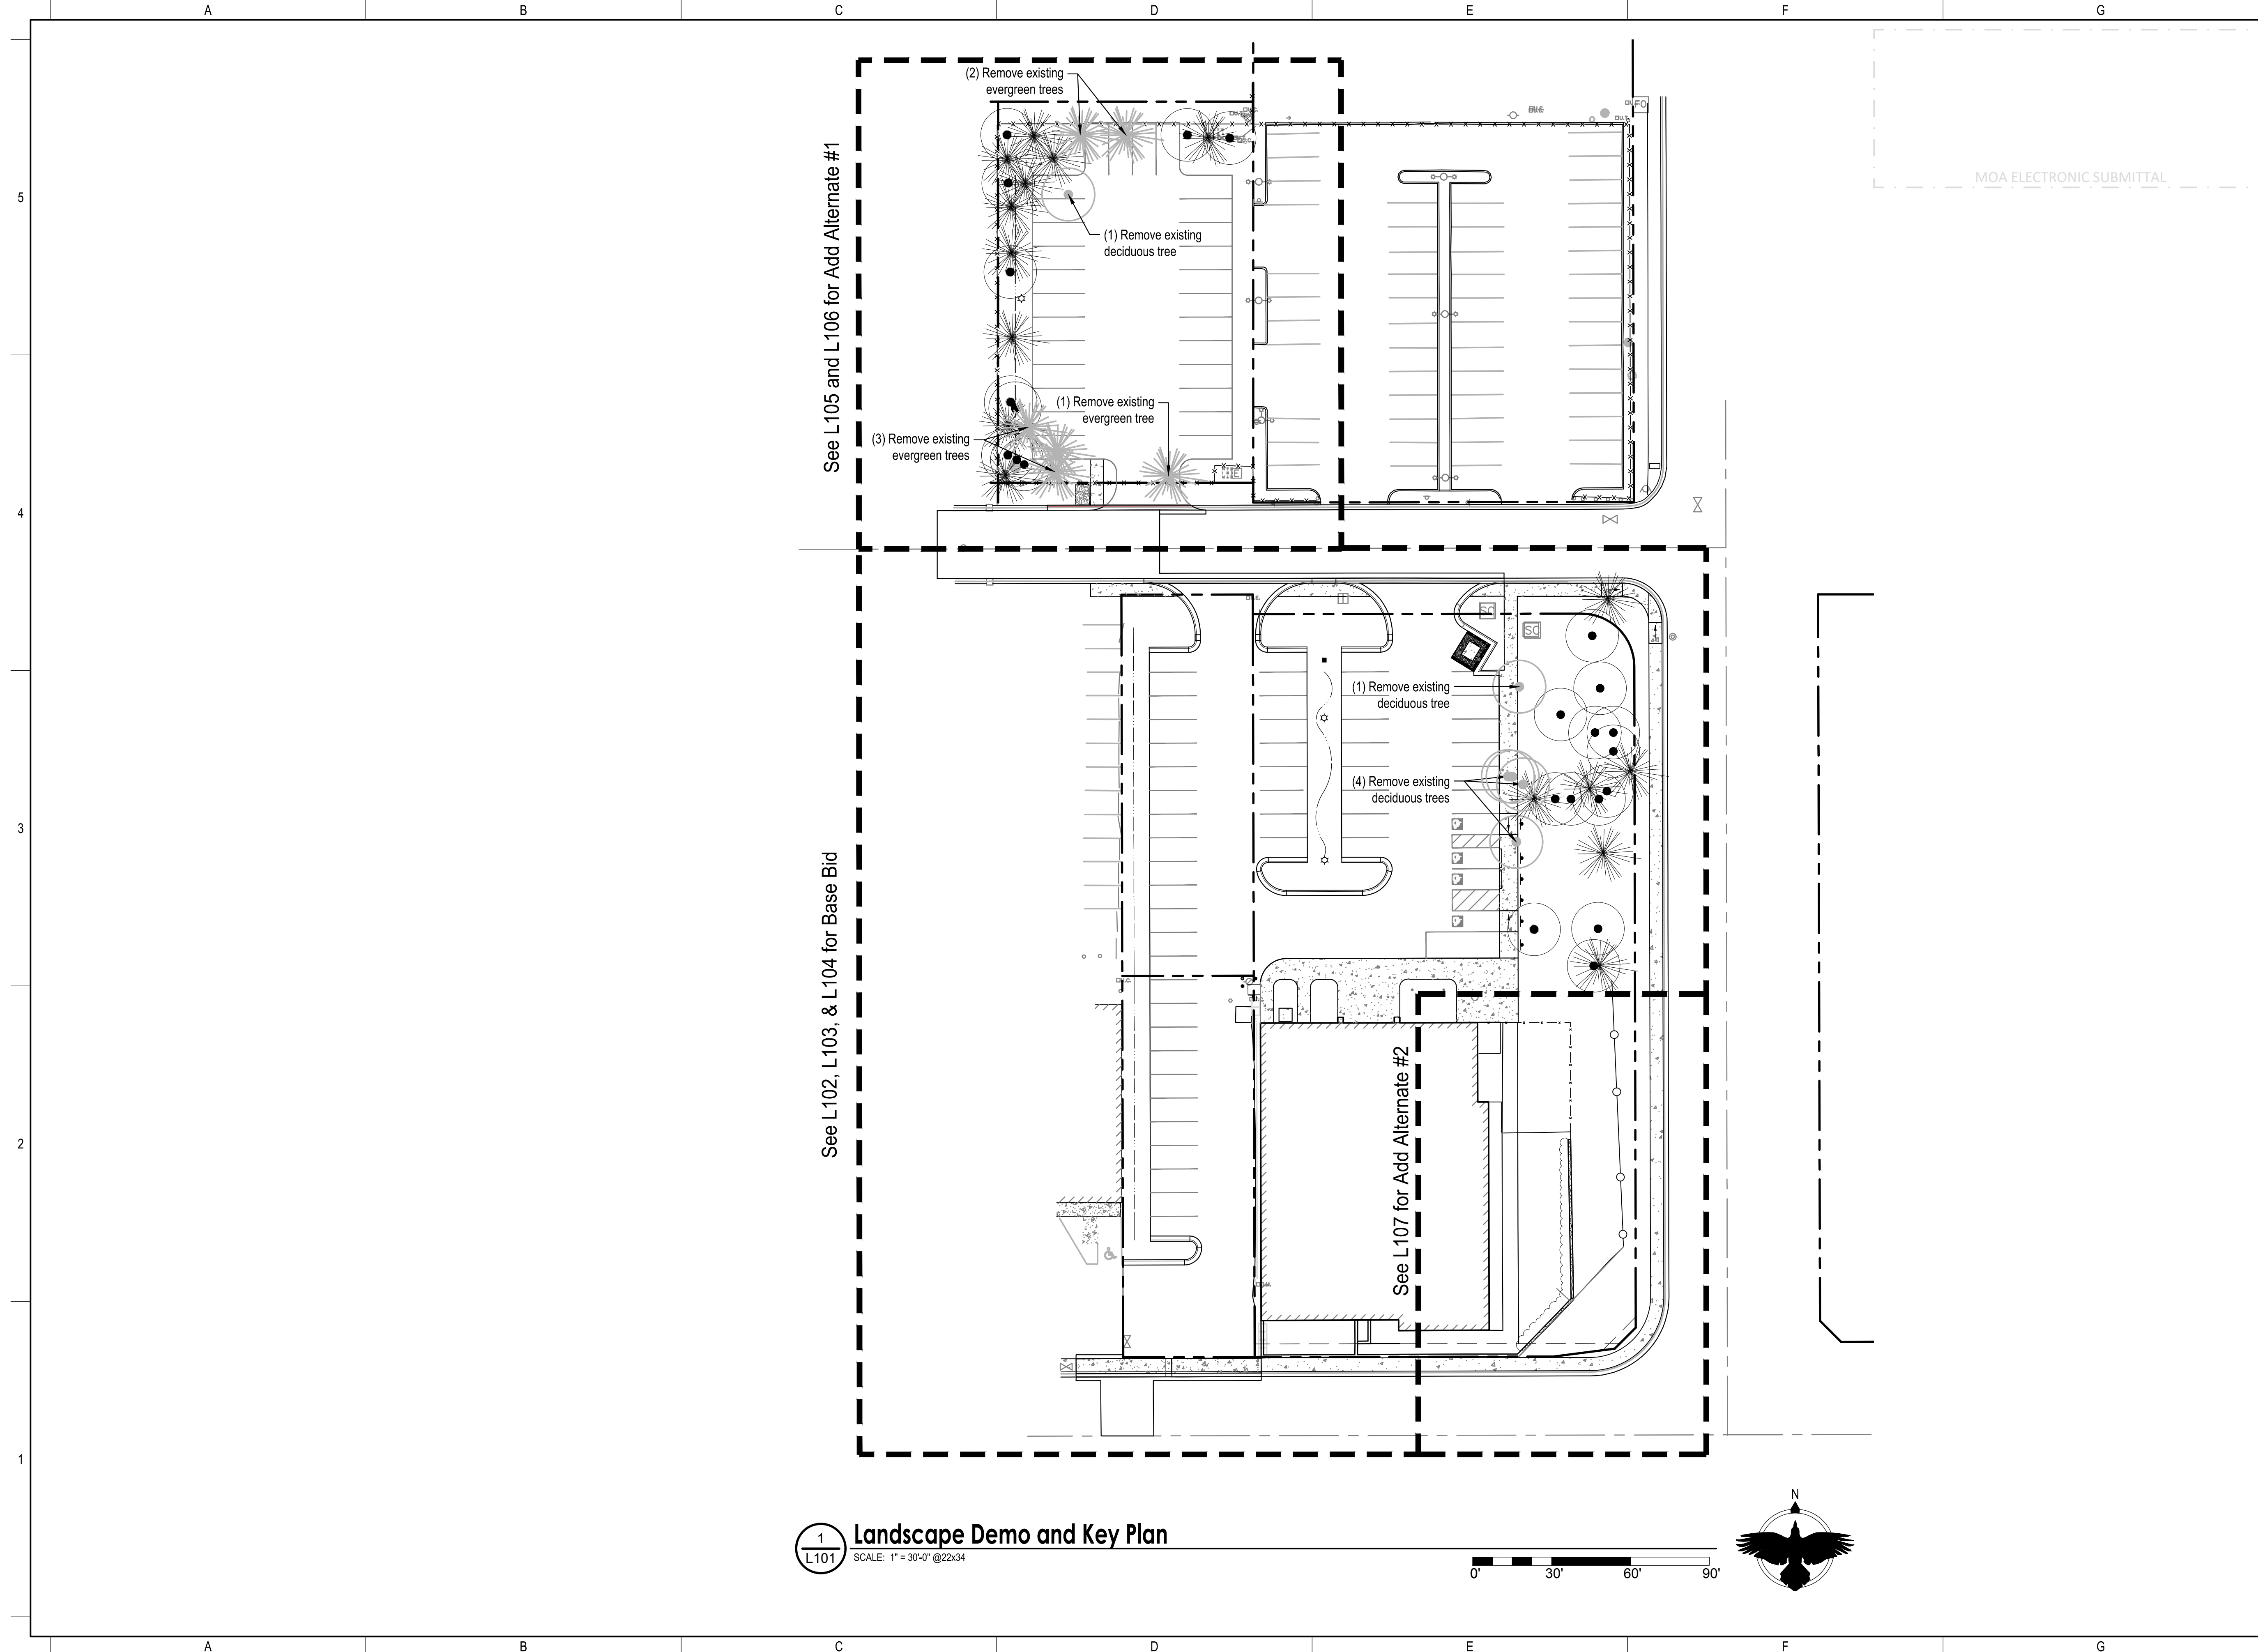 A B C D E F G
MOA ELECTRONIC SUBMITTAL
5
4
3
2
1
See L105 and L106 for Add Alternate #1
(2) Remove existing
evergreen trees
(1) Remove existing
deciduous tree
(1) Remove existing
evergreen tree
(3) Remove existing
evergreen trees
FO
See L102, L103, & L104 for Base Bid
(1) Remove existing
deciduous tree
(4) Remove existing
deciduous trees
See L107 for Add Alternate #2
1
L101
Landscape Demo and Key Plan
SCALE: 1" = 30'-0" @22x34
0' 30' 60' 90'
N
A B C D E F G